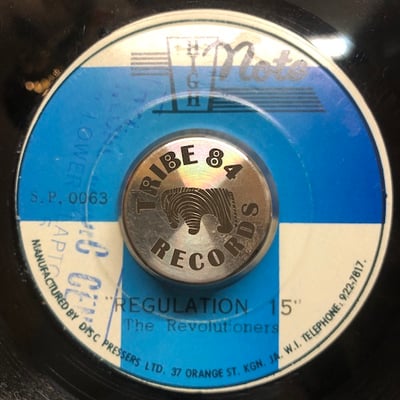 HIGH
Note
S.P. 0063
TRIBE 84
RECORDS
"REGULATION 15"
The Revolutioners
MANUFACTURED BY DISC PRESSERS LTD. 37 ORANGE ST. KGN. JA. W.I. TELEPHONE: 922-7817.